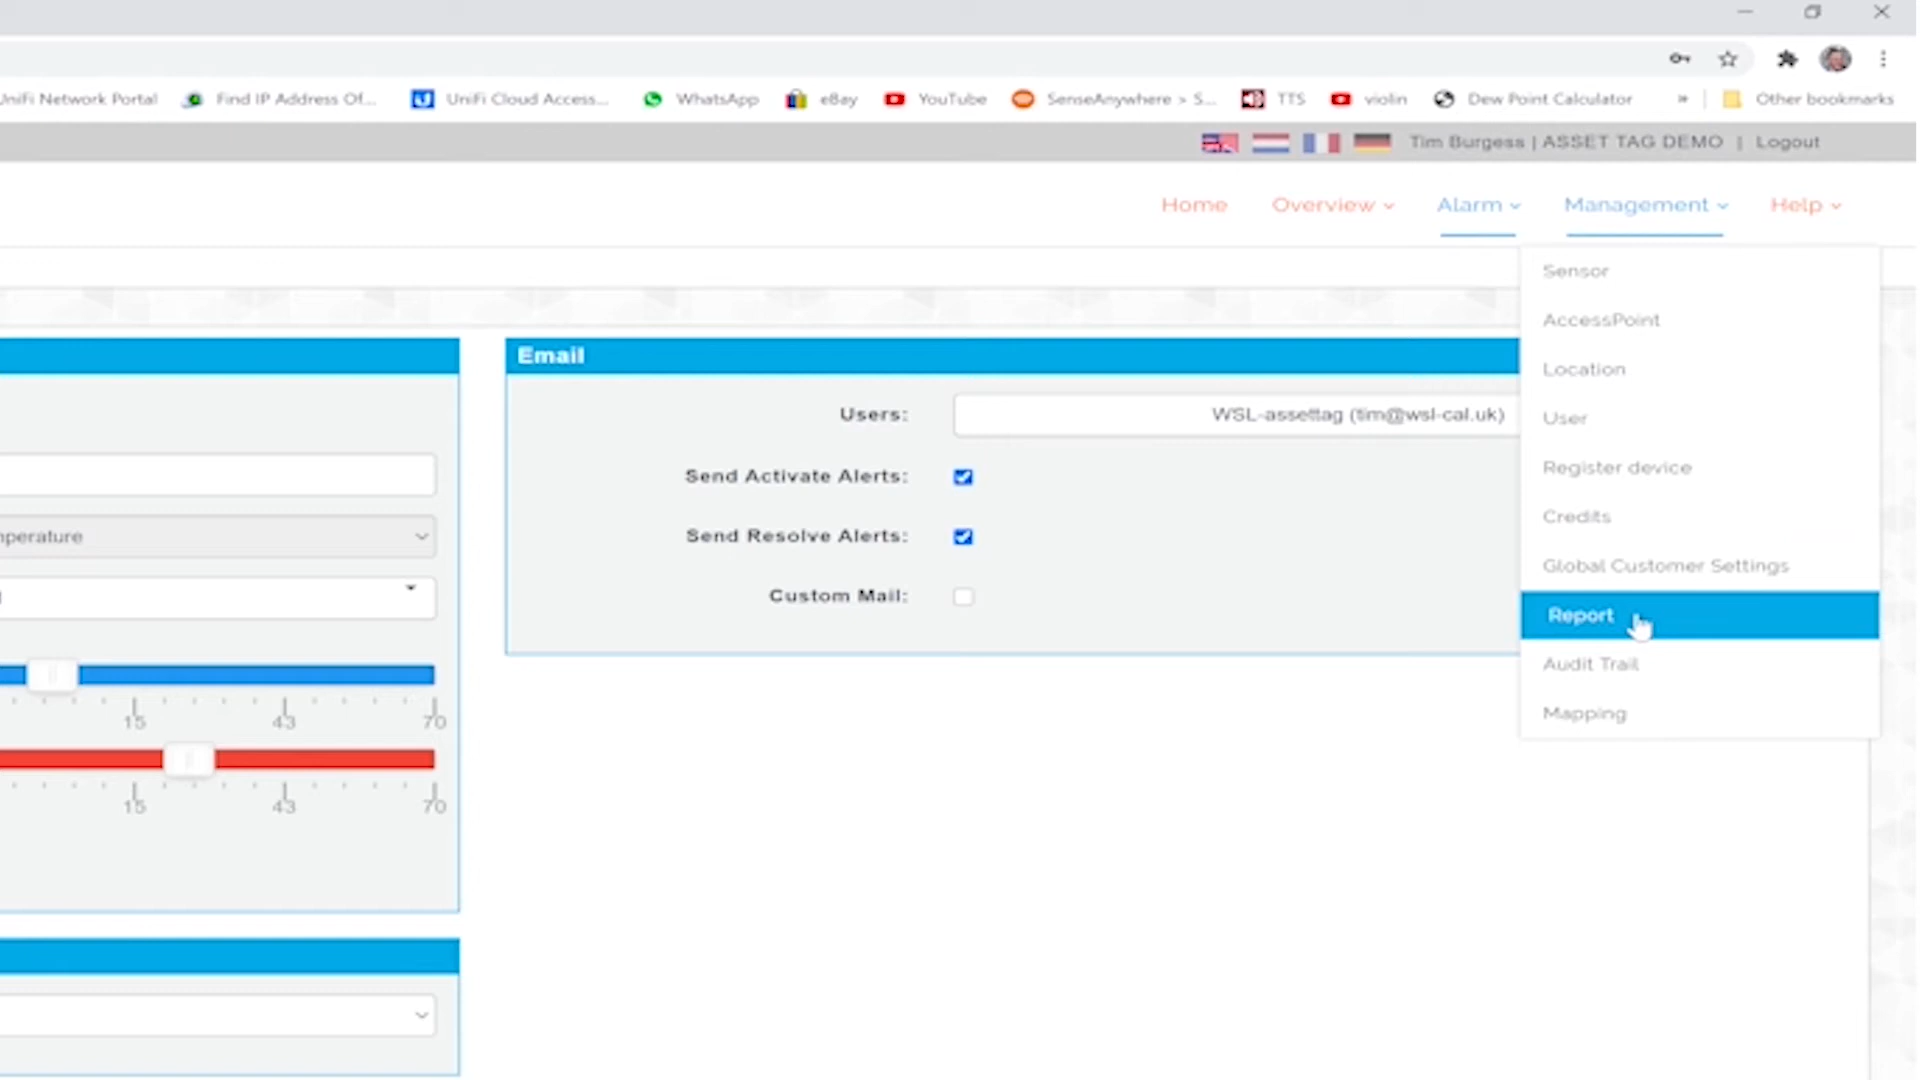 UniFi Network Portal Find IP Address Of... UniFi Cloud Access... WhatsApp eBay YouTube SenseAnywhere > S... TTS violin Dew Point Calculator » Other bookmarks
Tim Burgess | ASSET TAG DEMO | Logout
Home Overview Alarm Management Help
Sensor
AccessPoint
Location
User
Register device
Credits
Global Customer Settings
Report
Audit Trail
Mapping
Email
Users: WSL-assettag (tim@wsl-cal.uk)
Send Activate Alerts:
Send Resolve Alerts:
Custom Mail:
perature
15 43 70
15 43 70